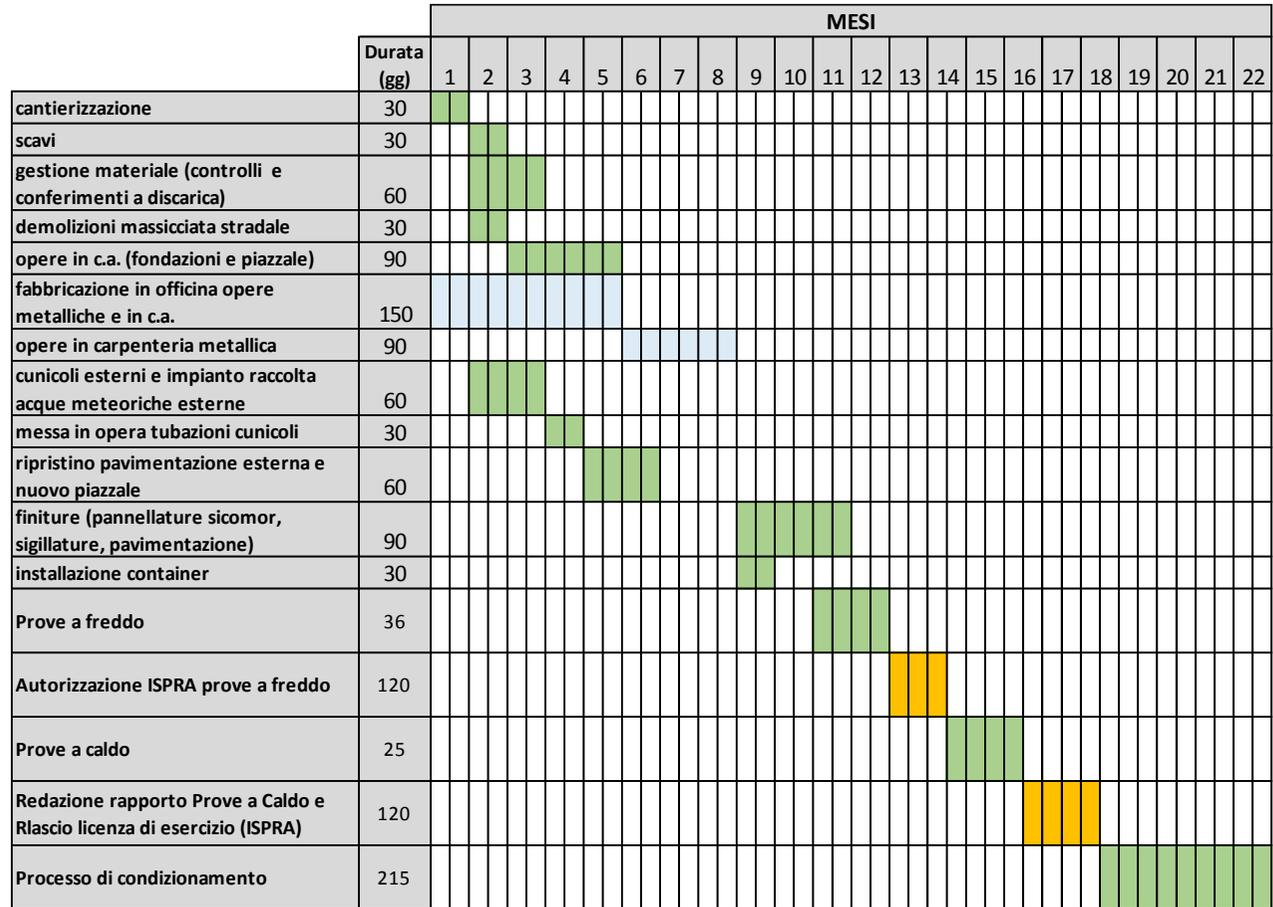 MESI
Durata
(gg) 1 2 3 4 5 6 7 8 9 10 11 12 13 14 15 16 17 18 19 20 21 22
cantierizzazione 30
scavi 30
gestione materiale (controlli e
conferimenti a discarica) 60
demolizioni massicciata stradale 30
opere in c.a. (fondazioni e piazzale) 90
fabbricazione in officina opere
metalliche e in c.a. 150
opere in carpenteria metallica 90
cunicoli esterni e impianto raccolta
acque meteoriche esterne 60
messa in opera tubazioni cunicoli 30
ripristino pavimentazione esterna e
nuovo piazzale 60
finiture (pannellature sicomor,
sigillature, pavimentazione) 90
installazione container 30
Prove a freddo 36
Autorizzazione ISPRA prove a freddo 120
Prove a caldo 25
Redazione rapporto Prove a Caldo e
Rlascio licenza di esercizio (ISPRA) 120
Processo di condizionamento 215